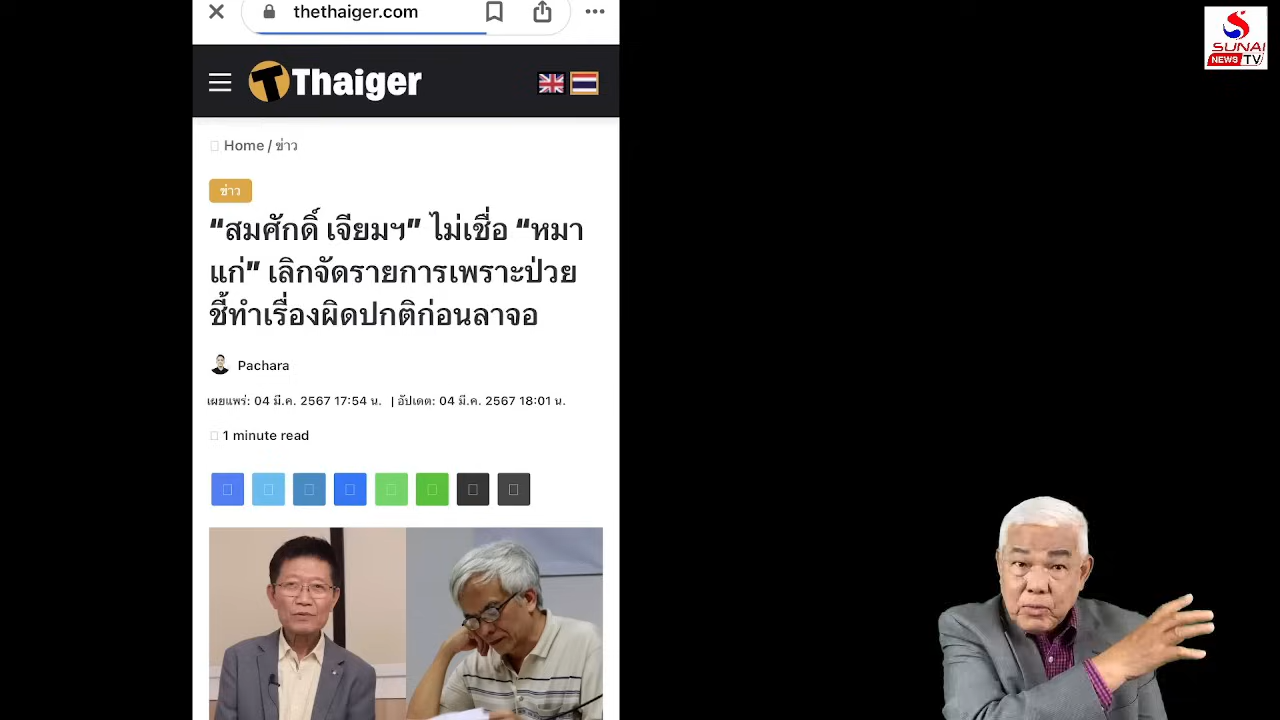 thethaiger.com
SUNAI
NEWS TV
Thaiger
Home / ข่าว
ข่าว
“สมศักดิ์ เจียมฯ” ไม่เชื่อ “หมา
แก่” เลิกจัดรายการเพราะป่วย
ชี้ทำเรื่องผิดปกติก่อนลาจอ
Pachara
เผยแพร่: 04 มี.ค. 2567 17:54 น. | อัปเดต: 04 มี.ค. 2567 18:01 น.
1 minute read